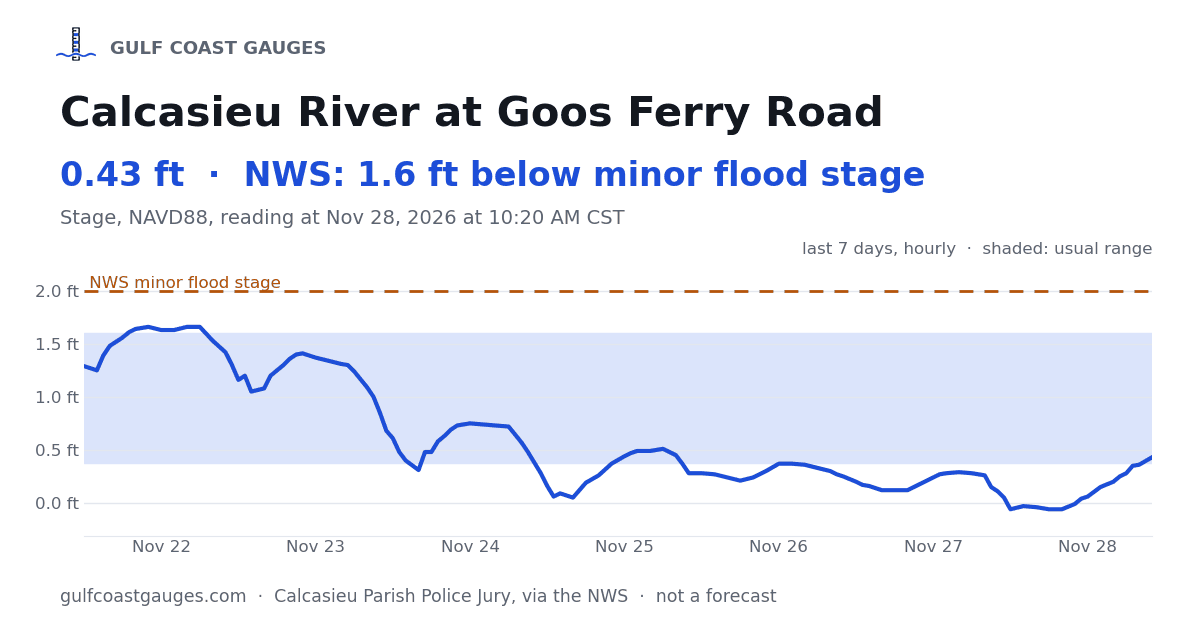 GULF COAST GAUGES
Calcasieu River at Goos Ferry Road
0.43 ft · NWS: 1.6 ft below minor flood stage
Stage, NAVD88, reading at Nov 28, 2026 at 10:20 AM CST
last 7 days, hourly · shaded: usual range
NWS minor flood stage
2.0 ft
1.5 ft
1.0 ft
0.5 ft
0.0 ft
Nov 22 Nov 23 Nov 24 Nov 25 Nov 26 Nov 27 Nov 28
gulfcoastgauges.com · Calcasieu Parish Police Jury, via the NWS · not a forecast